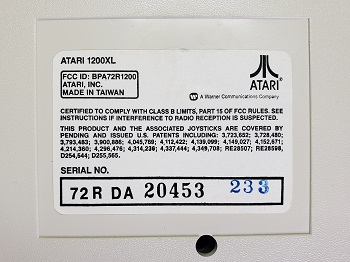 ATARI 1200XL
FCC ID: BPA72R1200
ATARI, INC.
MADE IN TAIWAN
ATARI®
A Warner Communications Company
CERTIFIED TO COMPLY WITH CLASS B LIMITS, PART 15 OF FCC RULES. SEE
INSTRUCTIONS IF INTERFERENCE TO RADIO RECEPTION IS SUSPECTED.
THIS PRODUCT AND THE ASSOCIATED JOYSTICKS ARE COVERED BY
PENDING AND ISSUED U.S. PATENTS INCLUDING: 3,723,652; 3,728,480;
3,793,483; 3,900,886; 4,045,789; 4,112,422; 4,139,099; 4,149,027; 4,152,671;
4,214,360; 4,296,476; 4,314,239; 4,337,444; 4,349,708; RE28507; RE28598,
D254,544; D255,565.
SERIAL NO.
72R DA 20453 233